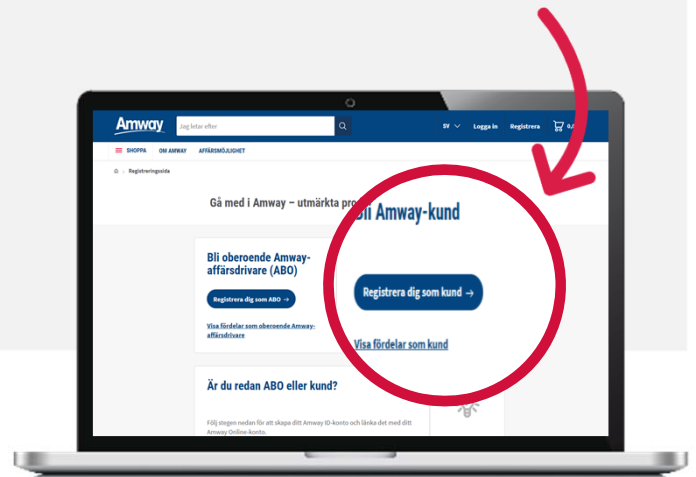 Amway
Jag letar efter
SV
Logga in
Registrera
SHOPPA
OM AMWAY
AFFÄRSMÖJLIGHET
Registreringssida
Gå med i Amway – utmärkta
Bli Amway-kund
Bli oberoende Amway-
affärsdrivare (ABO)
Registrera dig som ABO →
Visa fördelar som oberoende Amway-
affärsdrivare
Registrera dig som kund →
Visa fördelar som kund
Är du redan ABO eller kund?
Följ stegen nedan för att skapa ditt Amway ID-konto och länka det med ditt
Amway Online-konto.